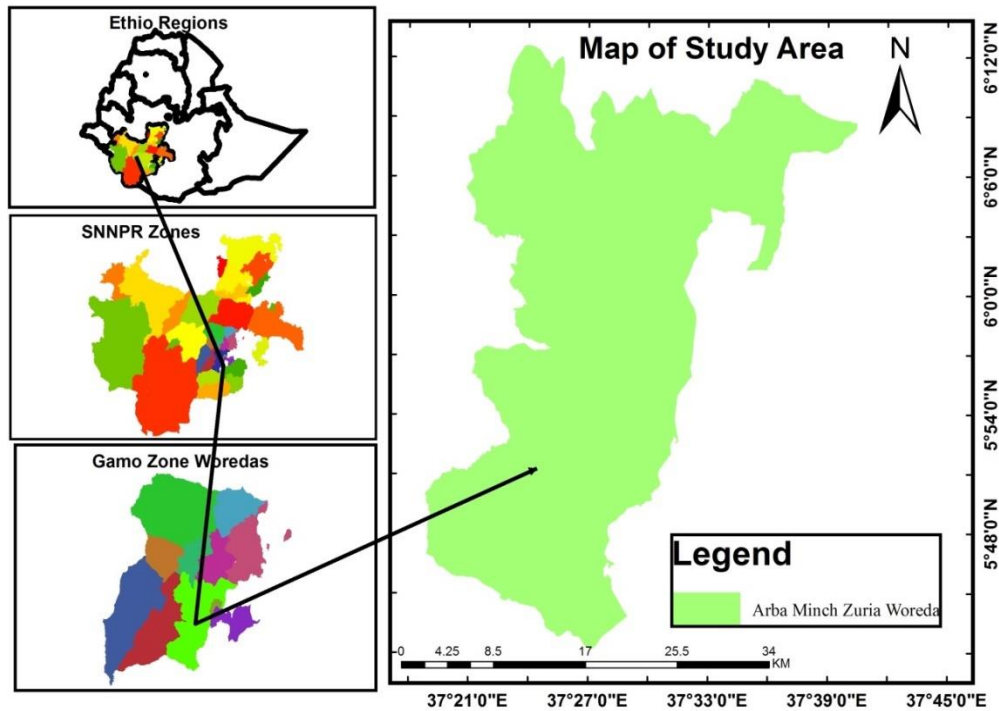 Ethio Regions
SNNPR Zones
Gamo Zone Woredas
Map of Study Area
N
6°12'0"N
6°6'0"N
6°0'0"N
5°54'0"N
5°48'0"N
Legend
Arba Minch Zuria Woreda
0 4.25 8.5 17 25.5 34
KM
37°21'0"E 37°27'0"E 37°33'0"E 37°39'0"E 37°45'0"E